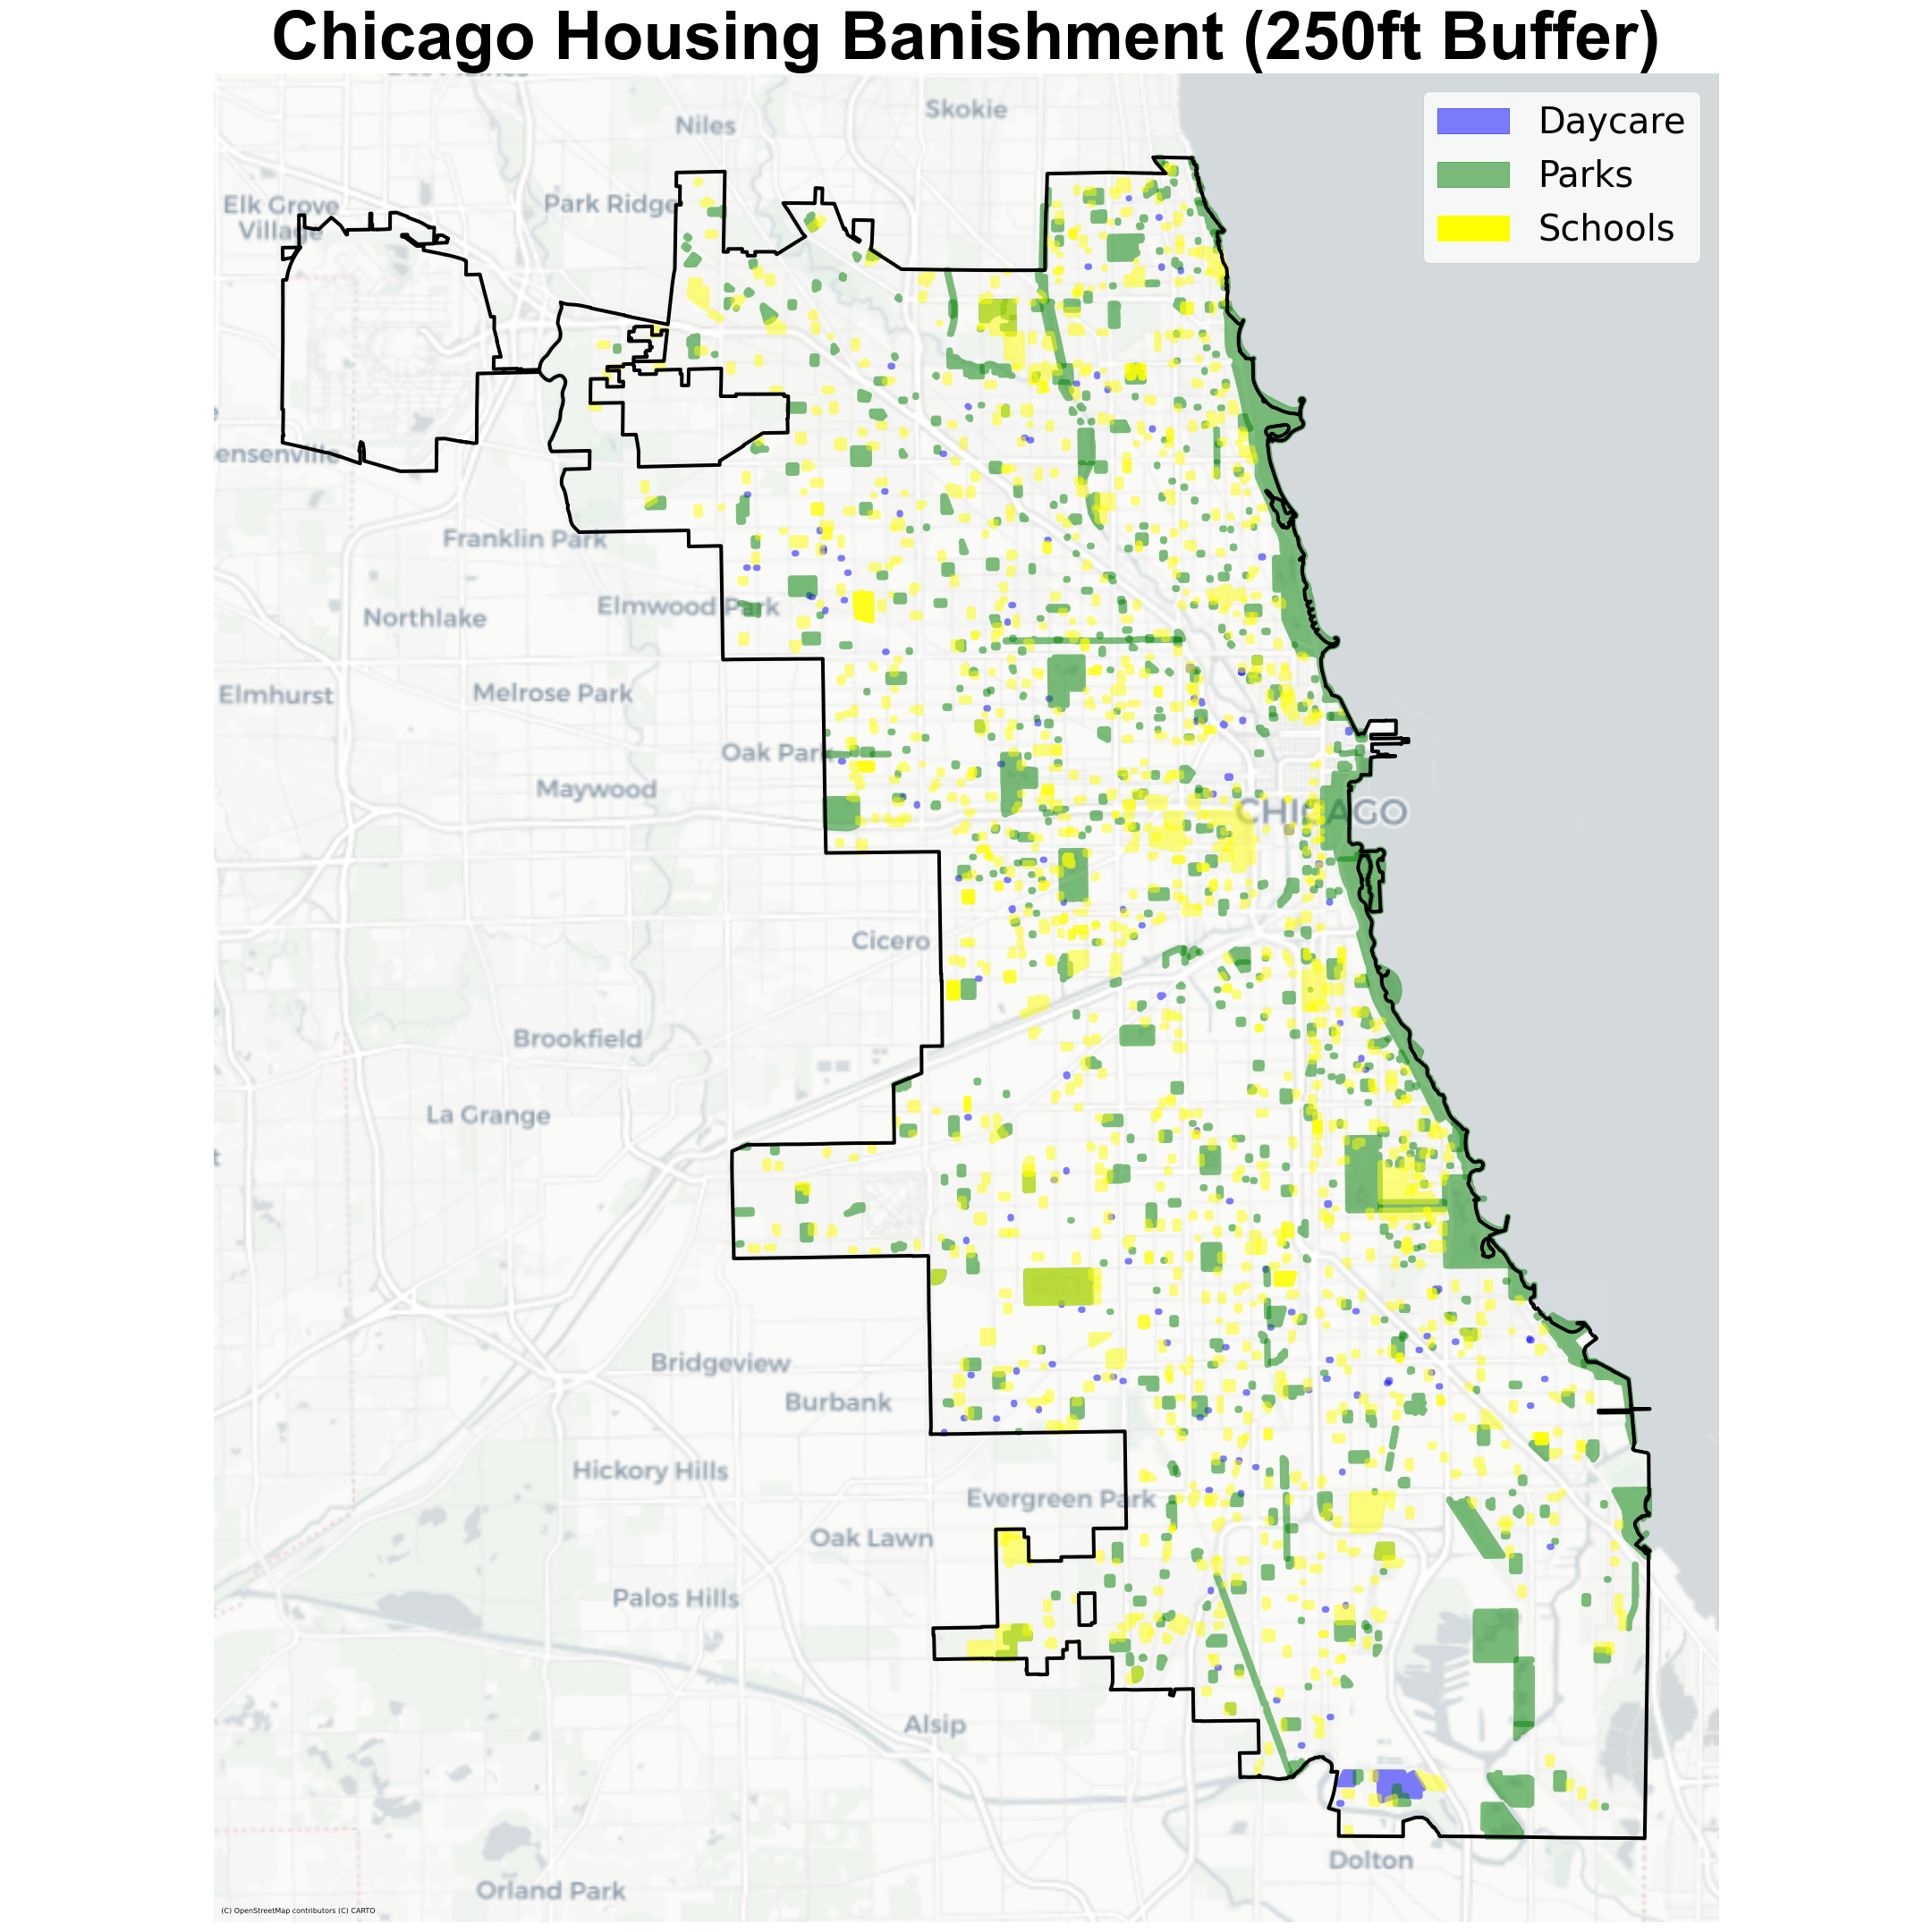 Chicago Housing Banishment (250ft Buffer)
Daycare
Parks
Schools
Skokie
Niles
Park Ridge
Elk Grove
Village
ensenville
Franklin Park
Northlake
Elmwood Park
Elmhurst
Melrose Park
Oak Park
Maywood
CHICAGO
Cicero
Brookfield
La Grange
Bridgeview
Burbank
Hickory Hills
Evergreen Park
Oak Lawn
Palos Hills
Alsip
Dolton
Orland Park
(C) OpenStreetMap contributors (C) CARTO